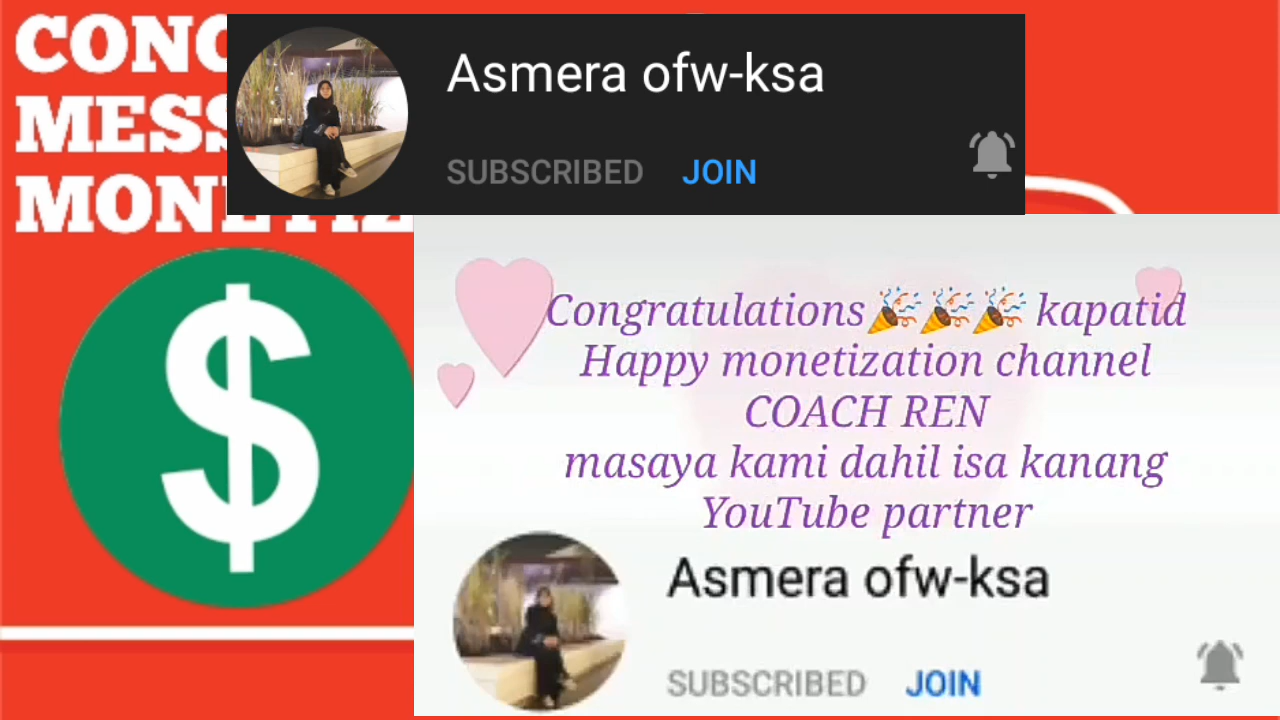 CONG
MESS
MONETIZ
Asmera ofw-ksa
SUBSCRIBED JOIN
$
Congratulations🎉🎉🎉 kapatid
Happy monetization channel
COACH REN
masaya kami dahil isa kanang
YouTube partner
Asmera ofw-ksa
SUBSCRIBED JOIN